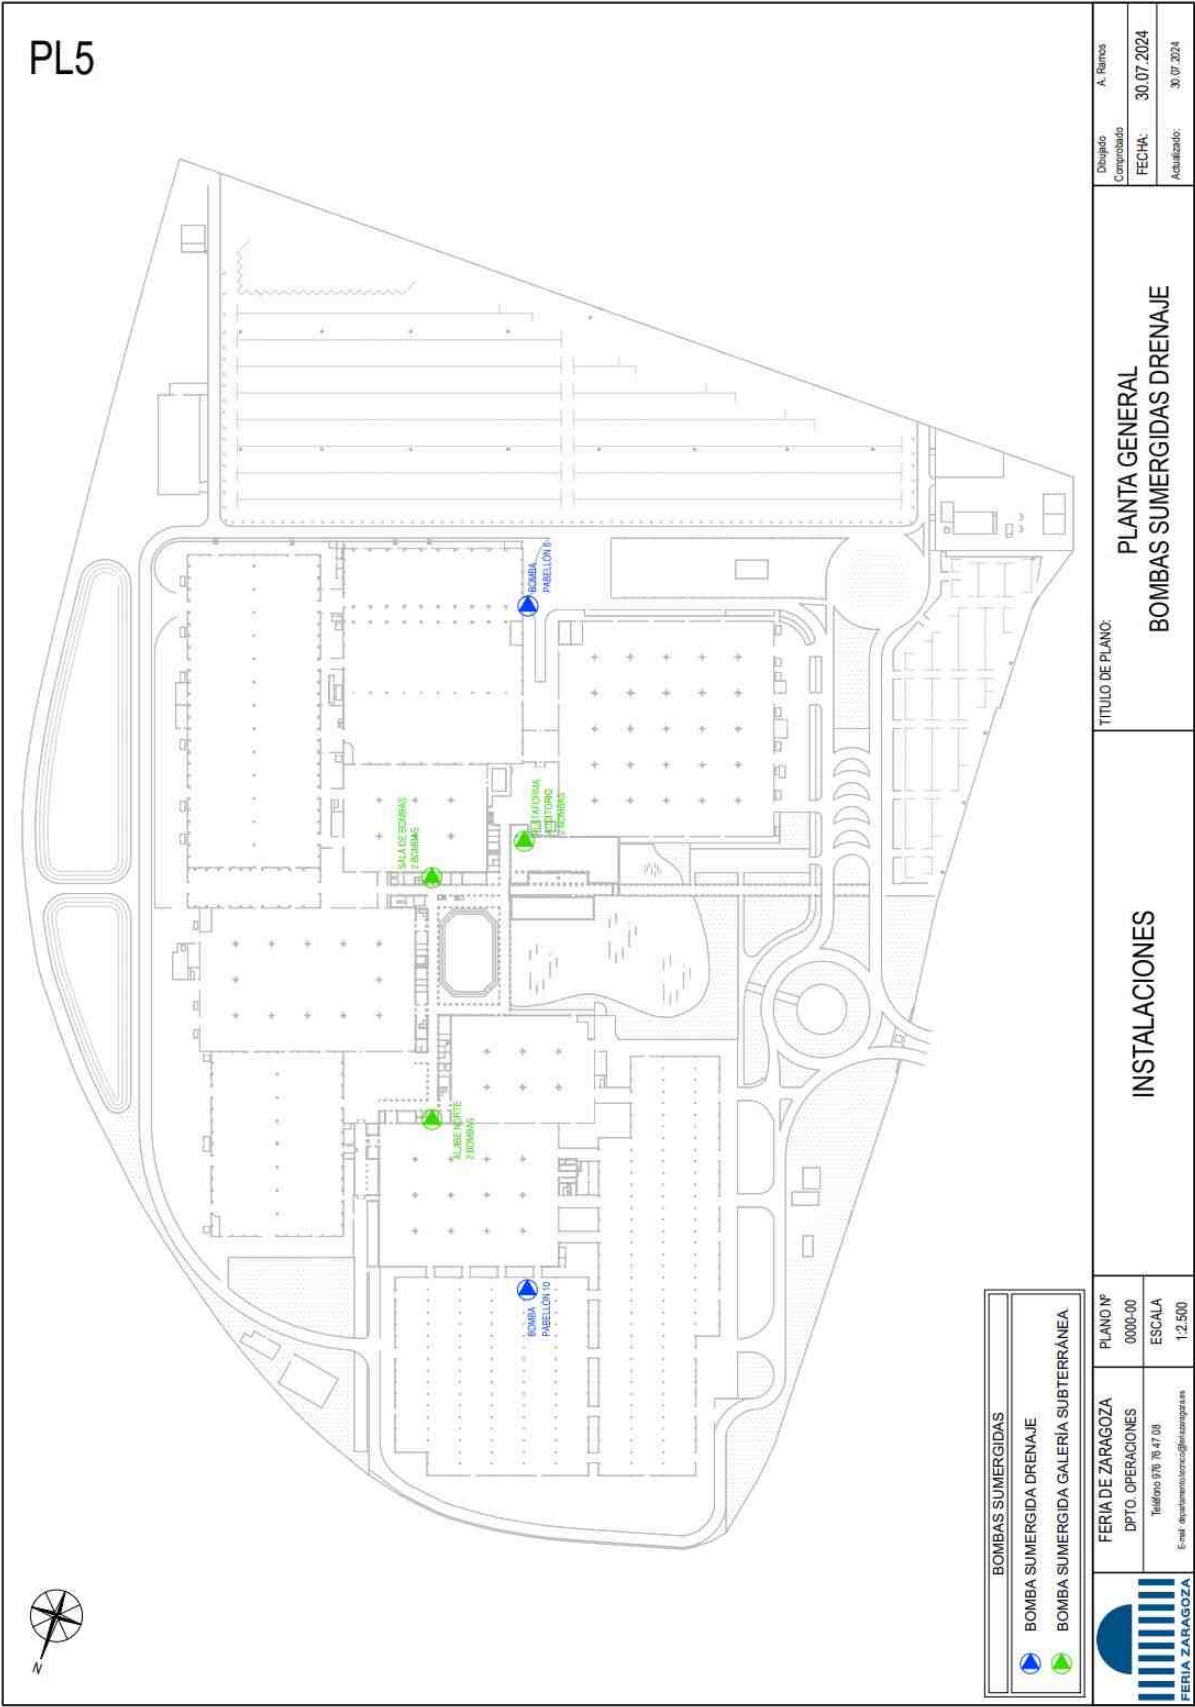 PL5
BOMBA
PABELLÓN 8
SALA DE BOMBAS
2 BOMBAS
PLATAFORMA
AUDITORIO
2 BOMBAS
ALJIBE NORTE
2 BOMBAS
BOMBA
PABELLÓN 10
N
BOMBAS SUMERGIDAS
BOMBA SUMERGIDA DRENAJE
BOMBA SUMERGIDA GALERÍA SUBTERRÁNEA
FERIA ZARAGOZA
FERIA DE ZARAGOZA
DPTO. OPERACIONES
Teléfono 976 76 47 08
PLANO Nº
0000-00
ESCALA
1:2.500
INSTALACIONES
TITULO DE PLANO:
PLANTA GENERAL
BOMBAS SUMERGIDAS DRENAJE
Dibujado A. Ramos
Comprobado
FECHA: 30.07.2024
Actualizado: 30.07.2024